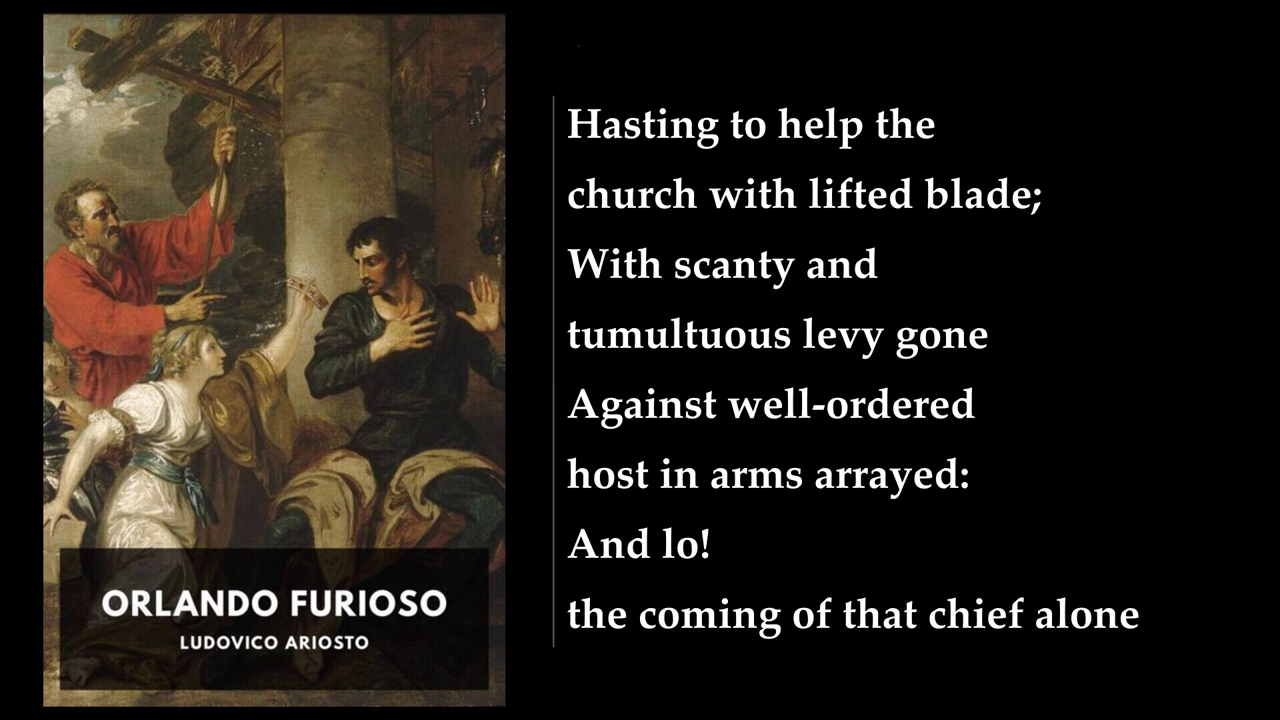 ORLANDO FURIOSO
LUDOVICO ARIOSTO
Hasting to help the
church with lifted blade;
With scanty and
tumultuous levy gone
Against well-ordered
host in arms arrayed:
And lo!
the coming of that chief alone